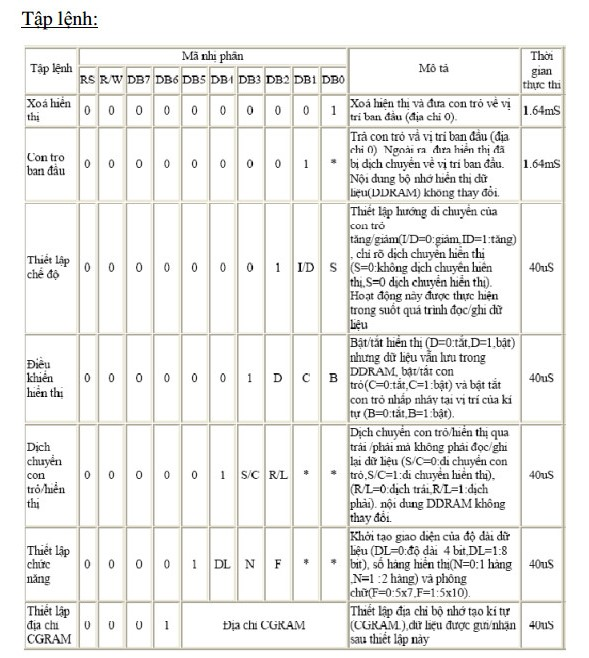 Tập lệnh:
Tập lệnh
Mã nhị phân
Mô tả
Thời
gian
thực thi
RS R/W DB7 DB6 DB5 DB4 DB3 DB2 DB1 DB0
Xoá hiển
thị
0 0 0 0 0 0 0 0 0 1
Xoá hiện thị và đưa con trỏ về vị
trí ban đầu (địa chỉ 0).
1.64mS
Con trỏ
ban đầu
0 0 0 0 0 0 0 0 1 *
Trả con trỏ vầ vị trí ban đầu (địa
chỉ 0). Ngoài ra, đưa hiển thị đã
bị dịch chuyển về vị trí ban đầu.
Nội dung bộ nhớ hiển thị dữ
liệu(DDRAM) không thay đổi.
1.64mS
Thiết lập
chế độ
0 0 0 0 0 0 0 1 I/D S
Thiết lập hướng di chuyển của
con trỏ
tăng/giảm(I/D=0:giảm,ID=1:tăng)
, chỉ rõ dịch chuyển hiển thị
(S=0:không dịch chuyển hiển
thị,S=0 dịch chuyển hiển thị).
Hoạt động này được thực hiện
trong suốt quá trình đọc/ghi dữ
liệu
40uS
Điều
khiển
hiển thị
0 0 0 0 0 0 1 D C B
Bật/tắt hiển thị (D=0:tắt,D=1,bật)
nhưng dữ liệu vẫn lưu trong
DDRAM, bật/tắt con
trỏ(C=0:tắt,C=1:bật) và bật tắt
con trỏ nhấp nháy tại vị trí của kí
tự (B=0:tắt,B=1:bật).
40uS
Dịch
chuyển
con
trỏ/hiển
thị
0 0 0 0 0 1 S/C R/L * *
Dịch chuyển con trỏ/hiển thị qua
trái /phải mà không phải đọc/ghi
lại dữ liệu (S/C=0:di chuyển con
trỏ,S/C=1:di chuyển hiển thị),
(R/L=0:dịch trái,R/L=1:dịch
phải). nội dung DDRAM không
thay đổi.
40uS
Thiết lập
chức
năng
0 0 0 0 1 DL N F * *
Khởi tạo giao diện của độ dài dữ
liệu (DL=0:độ dài 4 bit,DL=1:8
bit), số hàng hiển thị(N=0:1 hàng
,N=1 :2 hàng) và phông
chữ(F=0:5x7,F=1:5x10).
40uS
Thiết lập
địa chỉ
CGRAM
0 0 0 1 Địa chỉ CGRAM
Thiết lập địa chỉ bộ nhớ tạo kí tự
(CGRAM,),dữ liệu được gửi/nhận
sau thiết lập này
40uS